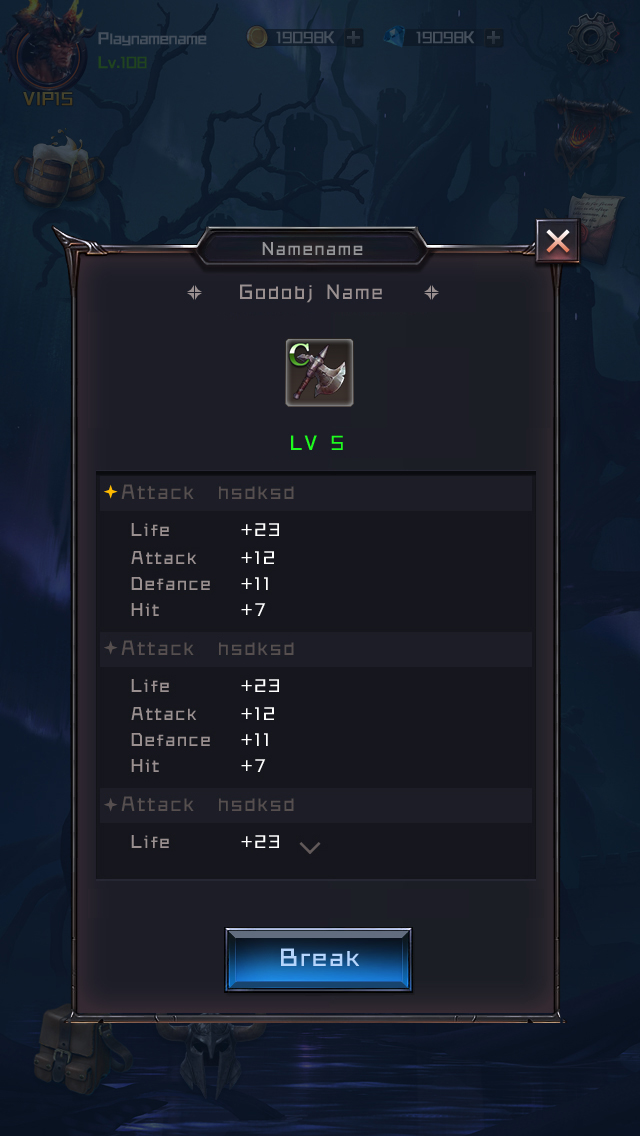 Playnamename 19098K 19098K
Lv.108
VIP15
Namename
Godobj Name
C
LV 5
Attack hsdksd
Life +23
Attack +12
Defance +11
Hit +7
Attack hsdksd
Life +23
Attack +12
Defance +11
Hit +7
Attack hsdksd
Life +23
Break